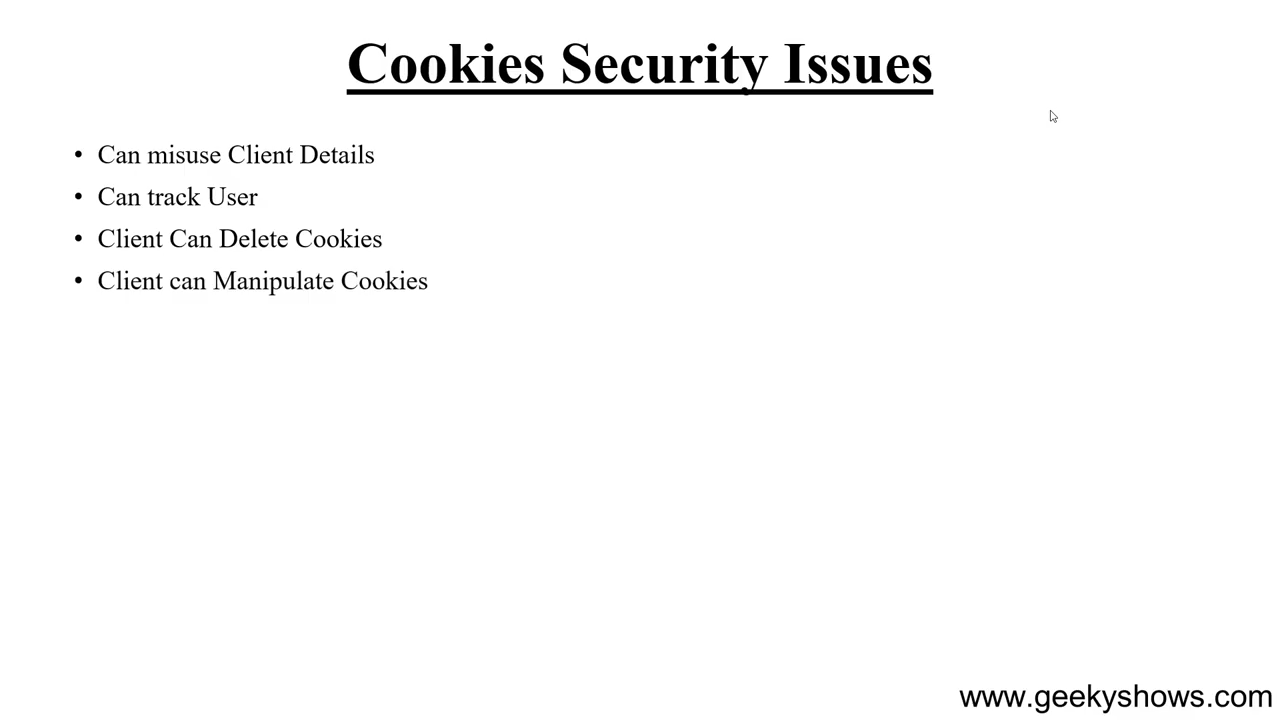 Cookies Security Issues
• Can misuse Client Details
• Can track User
• Client Can Delete Cookies
• Client can Manipulate Cookies
www.geekyshows.com